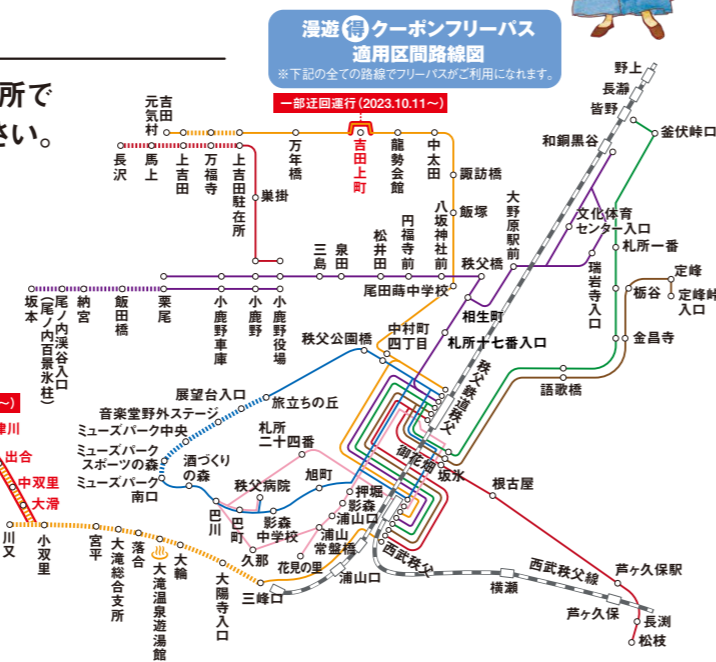 漫遊得クーポンフリーパス
適用区間路線図
※下記の全ての路線でフリーパスがご利用になれます。
所で
さい。
一部迂回運行(2023.10.11〜)
吉田元気村
長沢
馬上
上吉田
万福寺
上吉田駐在所
巣掛
万年橋
吉田上町
龍勢会館
中太田
諏訪橋
飯塚
野上
長瀞
皆野
和銅黒谷
釜伏峠口
大野原駅前
文化体育
センター入口
瑞岩寺入口
札所一番
定峰
定峰峠
入口
栃谷
金昌寺
語歌橋
坂本
(尾ノ内百景氷柱)
尾ノ内渓谷入口
納宮
飯田橋
栗尾
小鹿野車庫
小鹿野
小鹿野役場
三島
泉田
松井田
円福寺前
八坂神社前
秩父橋
尾田蒔中学校
相生町
中村町
四丁目
札所十七番入口
秩父公園橋
秩父鉄道秩父
御花畑
坂氷
根古屋
西武秩父
西武秩父線
横瀬
芦ヶ久保駅
芦ヶ久保
長渕
松枝
展望台入口
旅立ちの丘
音楽堂野外ステージ
ミューズパーク中央
ミューズパーク
スポーツの森
ミューズパーク
南口
酒づくり
の森
札所
二十四番
秩父病院
旭町
押堀
影森
浦山口
巴川
巴町
影森
中学校
久那
浦山
常盤橋
花見の里
浦山口
〜)
津川
出合
中双里
大滑
川又
小双里
宮平
大滝総合支所
落合
大滝温泉遊湯館
大輪
大陽寺入口
三峰口